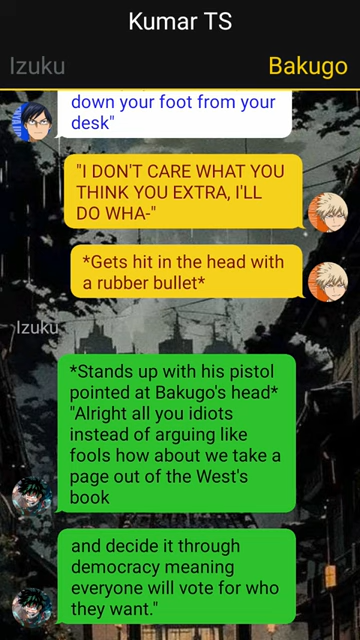 Kumar TS
Izuku
Bakugo
down your foot from your
desk"
"I DON'T CARE WHAT YOU
THINK YOU EXTRA, I'LL
DO WHA-"
*Gets hit in the head with
a rubber bullet*
Izuku
*Stands up with his pistol
pointed at Bakugo's head*
"Alright all you idiots
instead of arguing like
fools how about we take a
page out of the West's
book
and decide it through
democracy meaning
everyone will vote for who
they want."